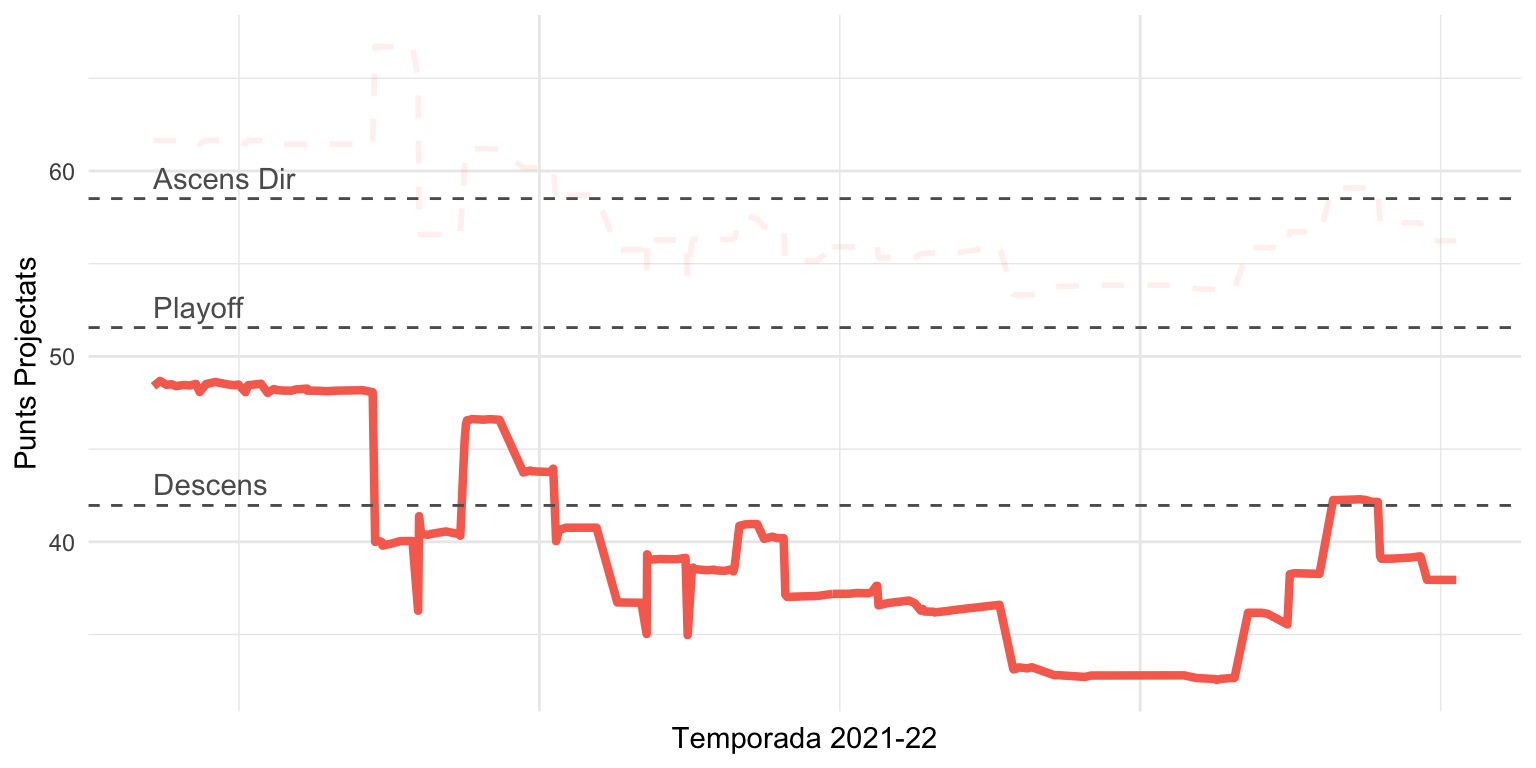 60
Ascens Dir
Playoff
50
Descens
40
Punts Projectats
Temporada 2021-22